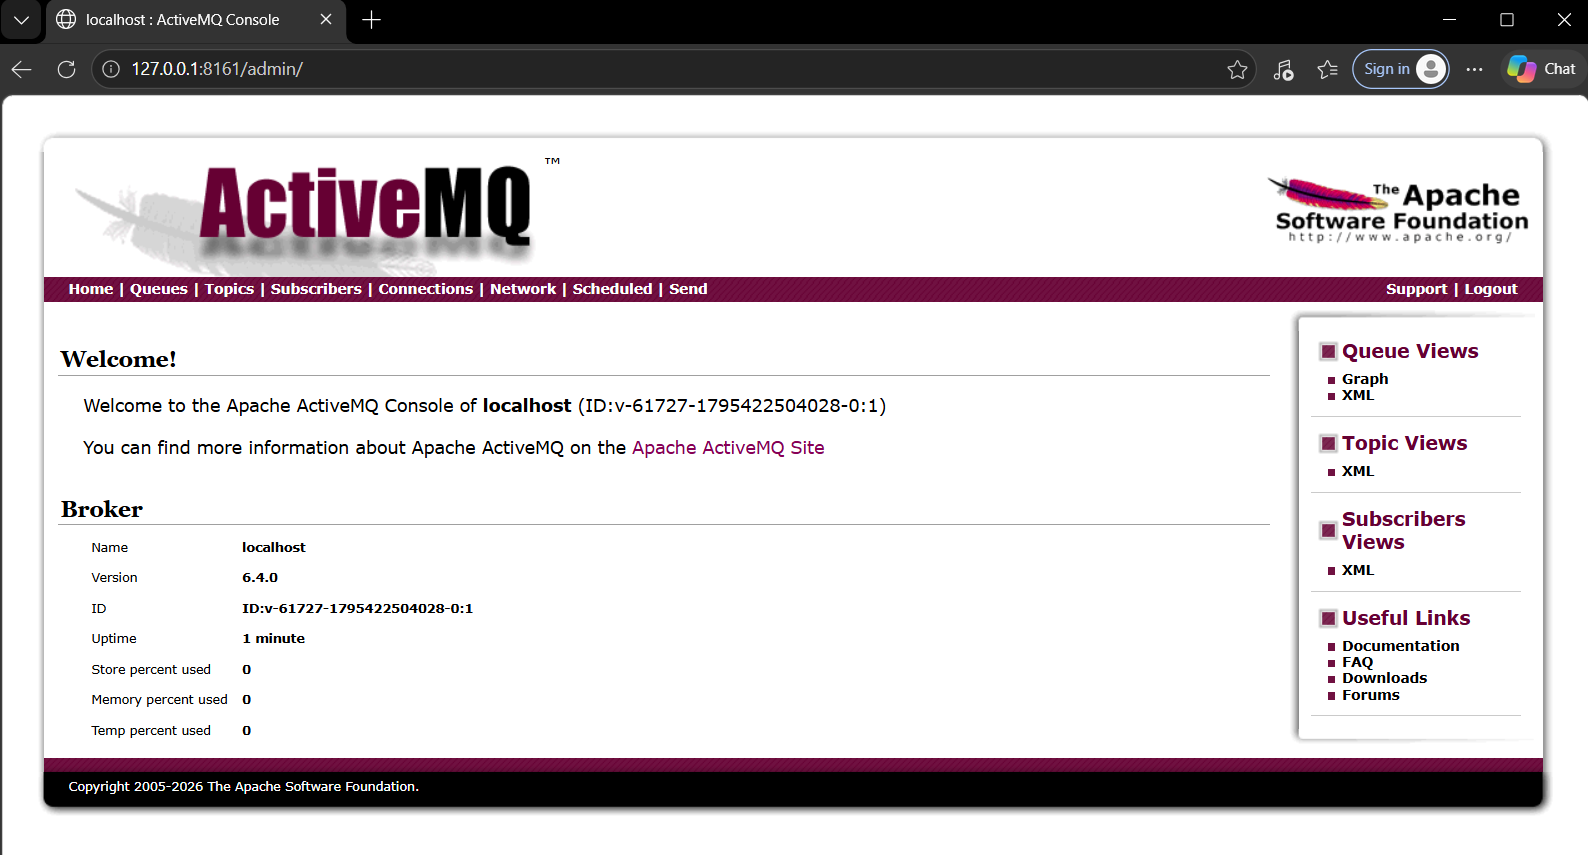 localhost : ActiveMQ Console
127.0.0.1:8161/admin/
Sign in
Chat
ActiveMQ ™
The Apache
Software Foundation
http://www.apache.org/
Home | Queues | Topics | Subscribers | Connections | Network | Scheduled | Send
Support | Logout
Welcome!
Welcome to the Apache ActiveMQ Console of localhost (ID:v-61727-1795422504028-0:1)
You can find more information about Apache ActiveMQ on the Apache ActiveMQ Site
Broker
Name localhost
Version 6.4.0
ID ID:v-61727-1795422504028-0:1
Uptime 1 minute
Store percent used 0
Memory percent used 0
Temp percent used 0
Queue Views
Graph
XML
Topic Views
XML
Subscribers
Views
XML
Useful Links
Documentation
FAQ
Downloads
Forums
Copyright 2005-2026 The Apache Software Foundation.